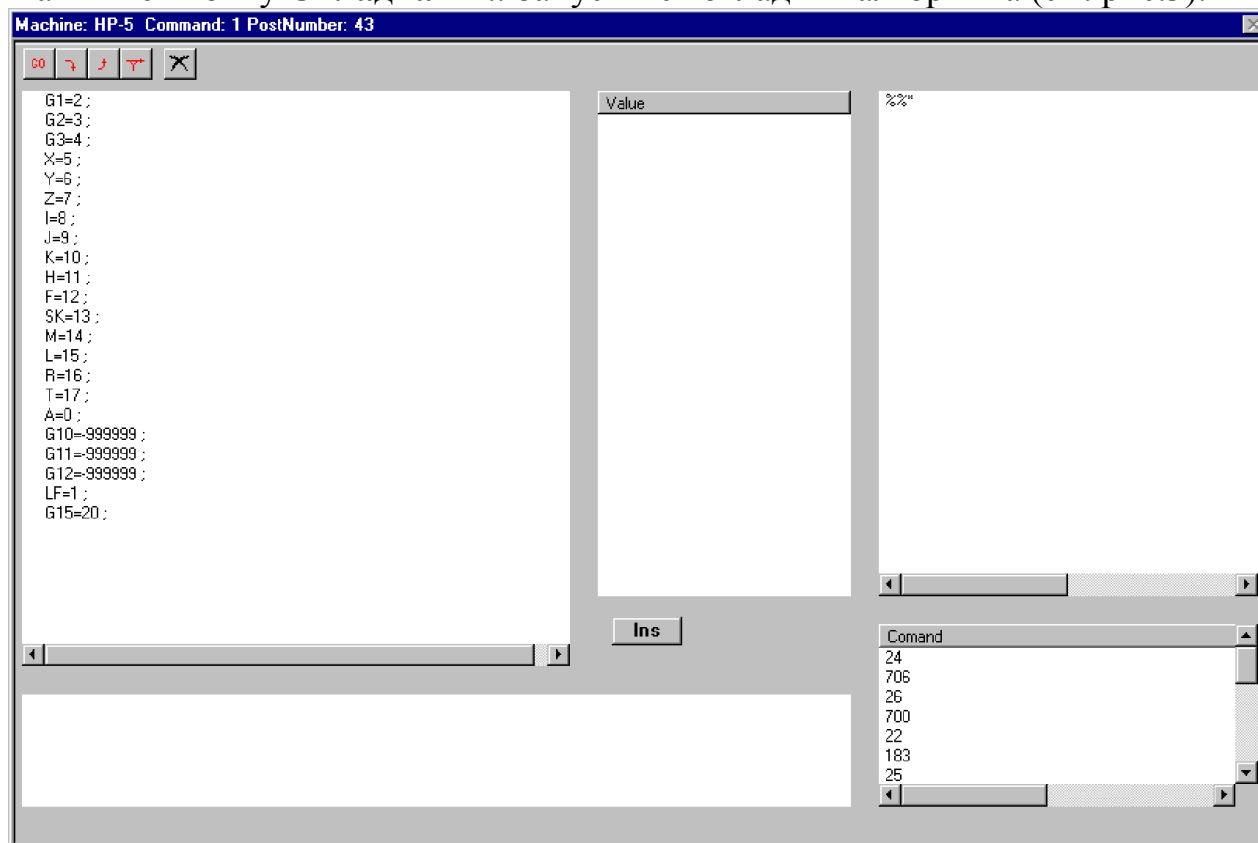 Machine: HP-5 Command: 1 PostNumber: 43
GO
G1=2 ;
G2=3 ;
G3=4 ;
X=5 ;
Y=6 ;
Z=7 ;
I=8 ;
J=9 ;
K=10 ;
H=11 ;
F=12 ;
SK=13 ;
M=14 ;
L=15 ;
R=16 ;
T=17 ;
A=0 ;
G10=-999999 ;
G11=-999999 ;
G12=-999999 ;
LF=1 ;
G15=20 ;
Value
Ins
%%"
Comand
24
706
26
700
22
183
25